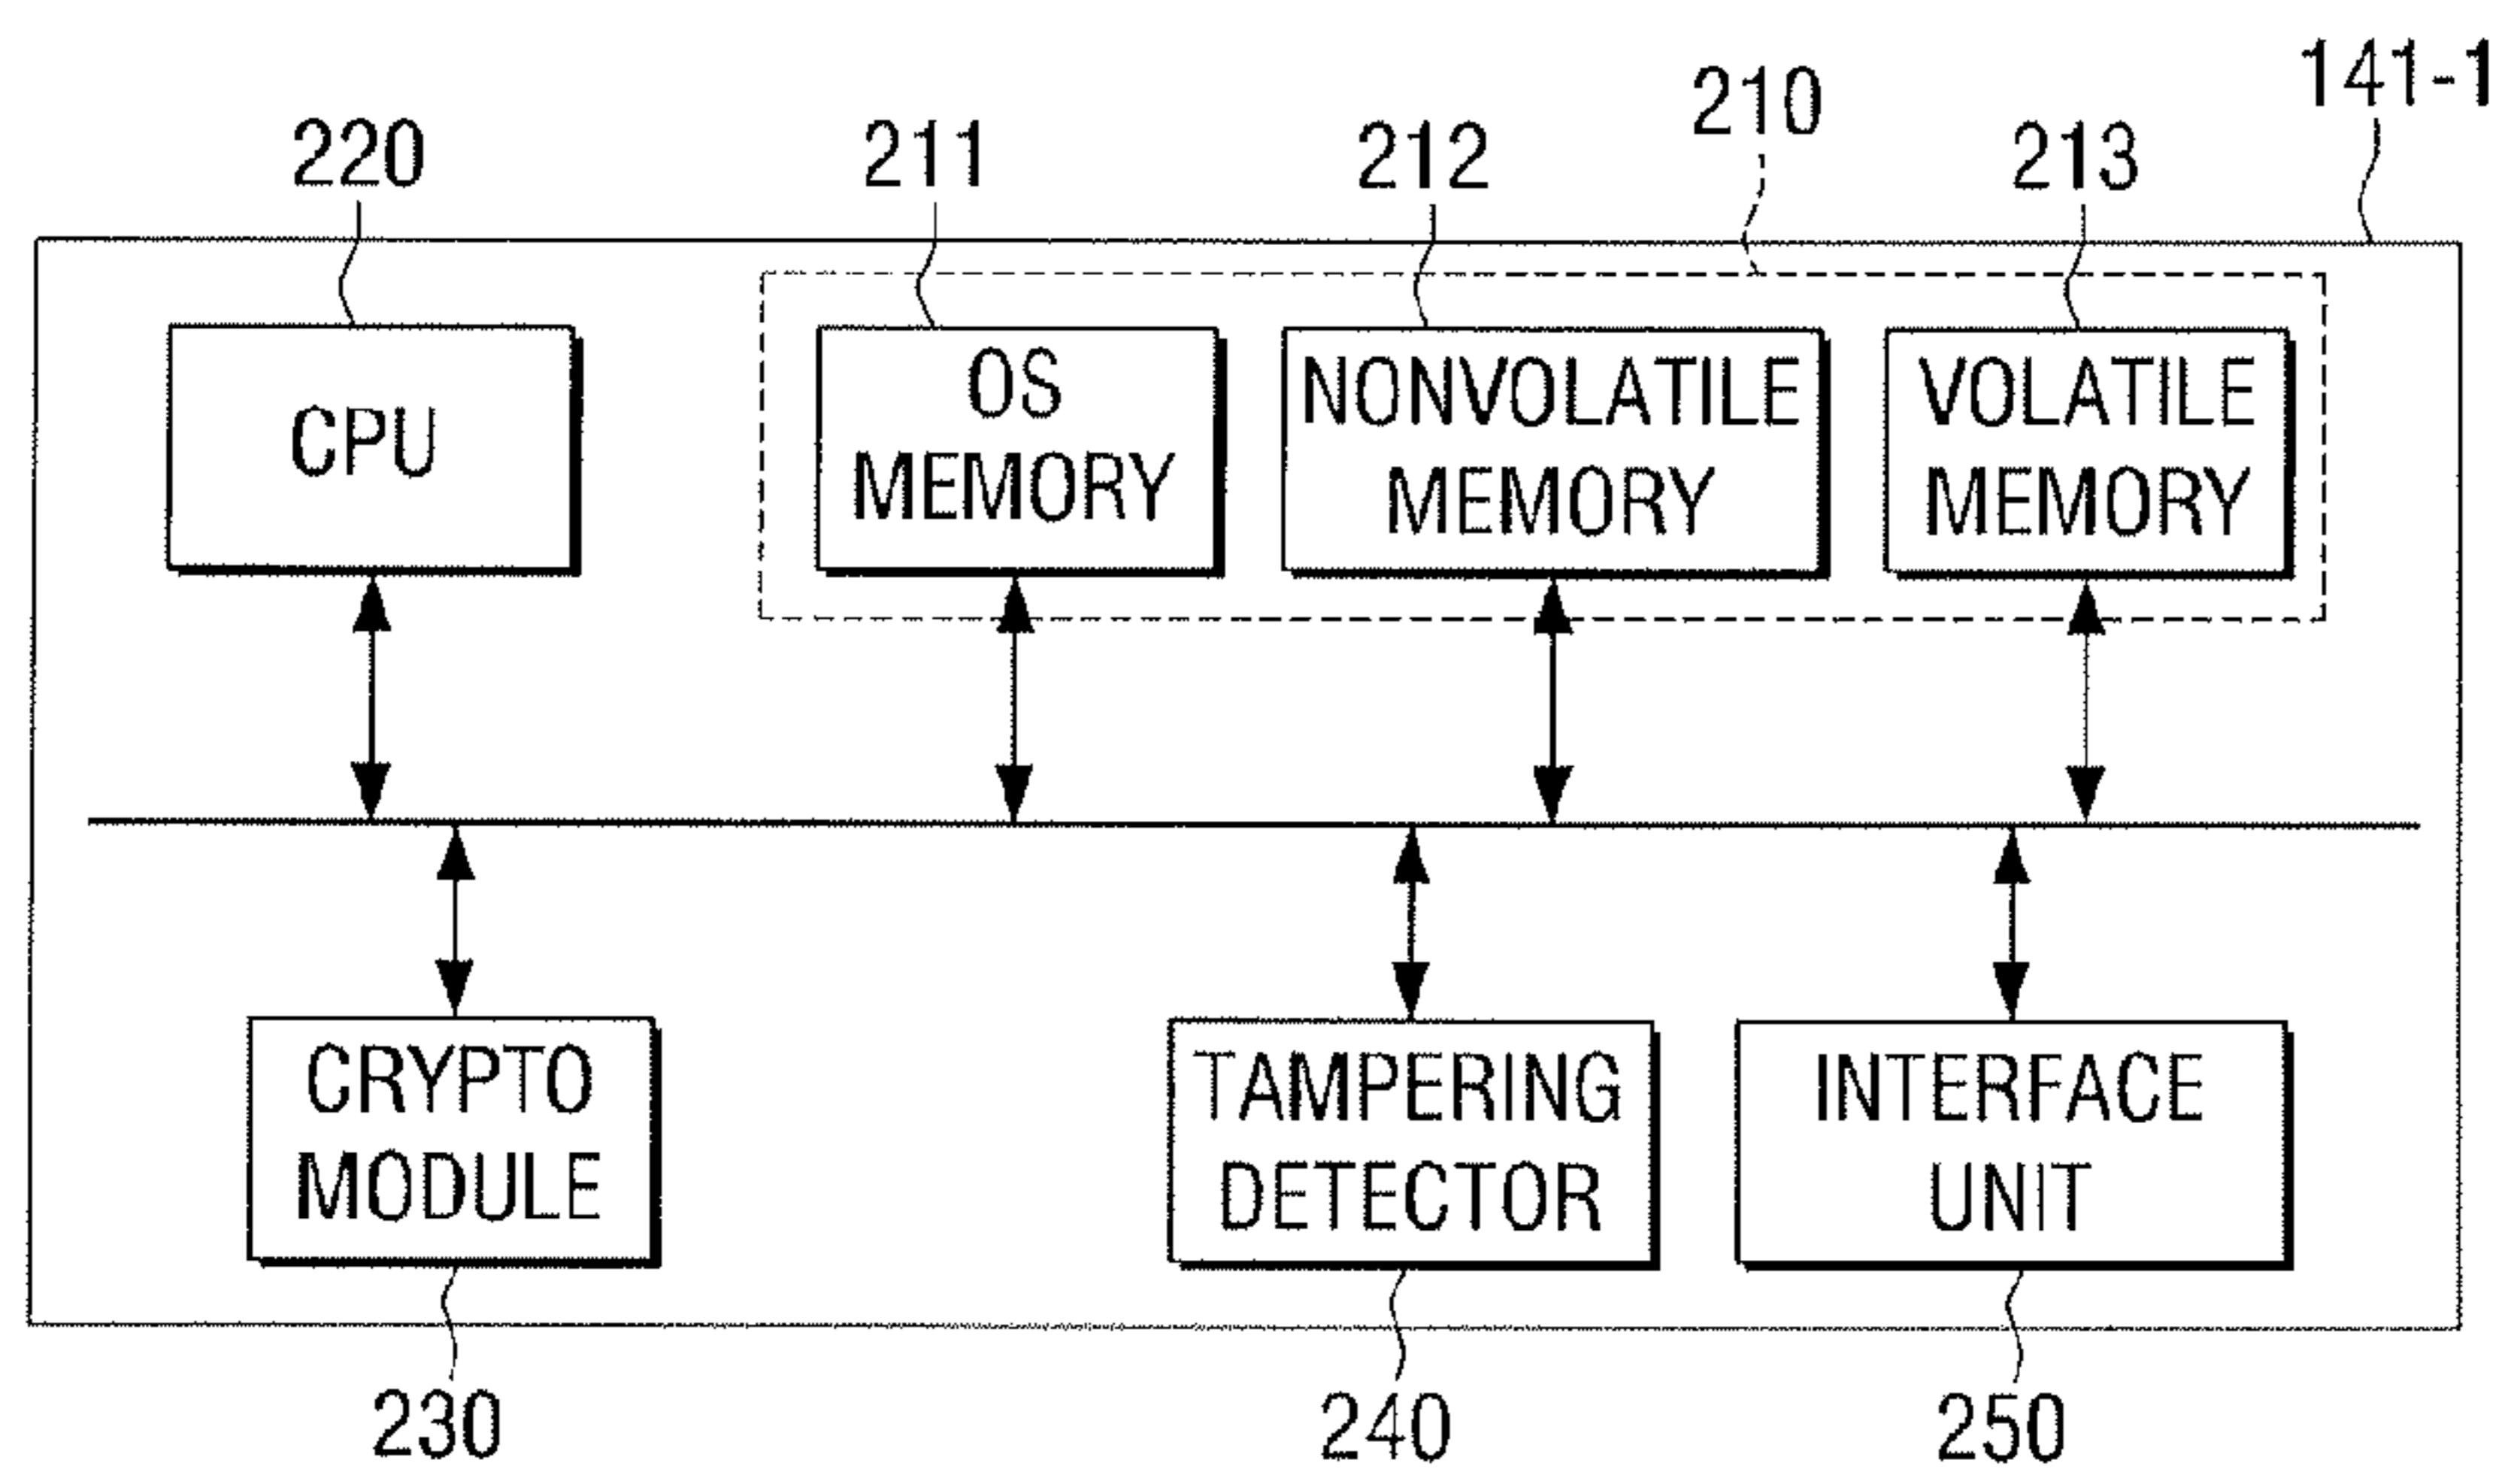 141-1
210
220
211
212
213
CPU
OS
MEMORY
NONVOLATILE
MEMORY
VOLATILE
MEMORY
CRYPTO
MODULE
TAMPERING
DETECTOR
INTERFACE
UNIT
230
240
250